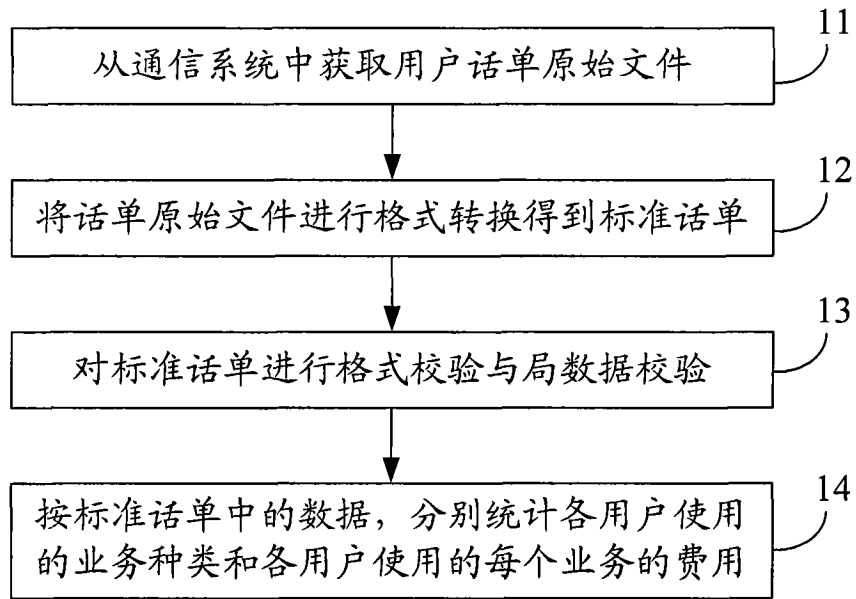 11
从通信系统中获取用户话单原始文件
12
将话单原始文件进行格式转换得到标准话单
13
对标准话单进行格式校验与局数据校验
14
按标准话单中的数据，分别统计各用户使用
的业务种类和各用户使用的每个业务的费用